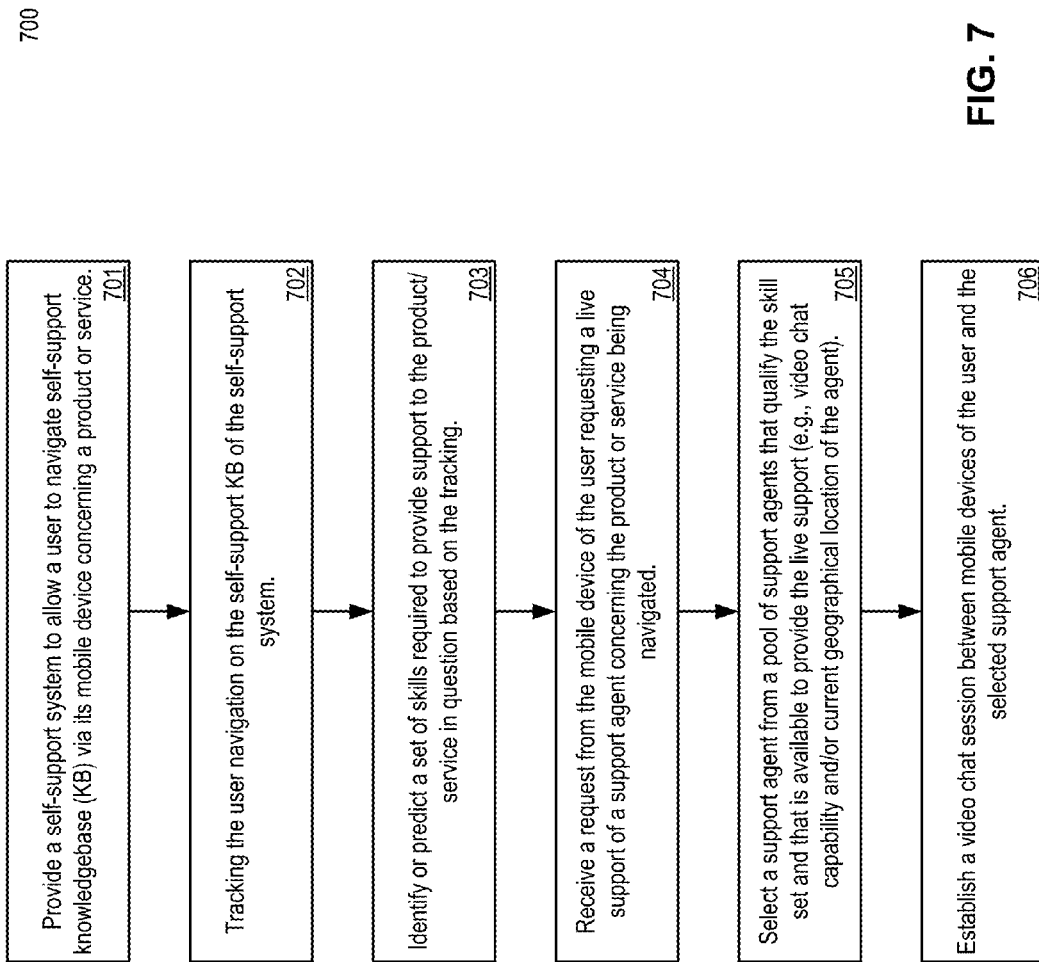 700
Provide a self-support system to allow a user to navigate self-support
knowledgebase (KB) via its mobile device concerning a product or service.
701
Tracking the user navigation on the self-support KB of the self-support
system.
702
Identify or predict a set of skills required to provide support to the product/
service in question based on the tracking.
703
Receive a request from the mobile device of the user requesting a live
support of a support agent concerning the product or service being
navigated.
704
Select a support agent from a pool of support agents that qualify the skill
set and that is available to provide the live support (e.g., video chat
capability and/or current geographical location of the agent).
705
Establish a video chat session between mobile devices of the user and the
selected support agent.
706
FIG. 7